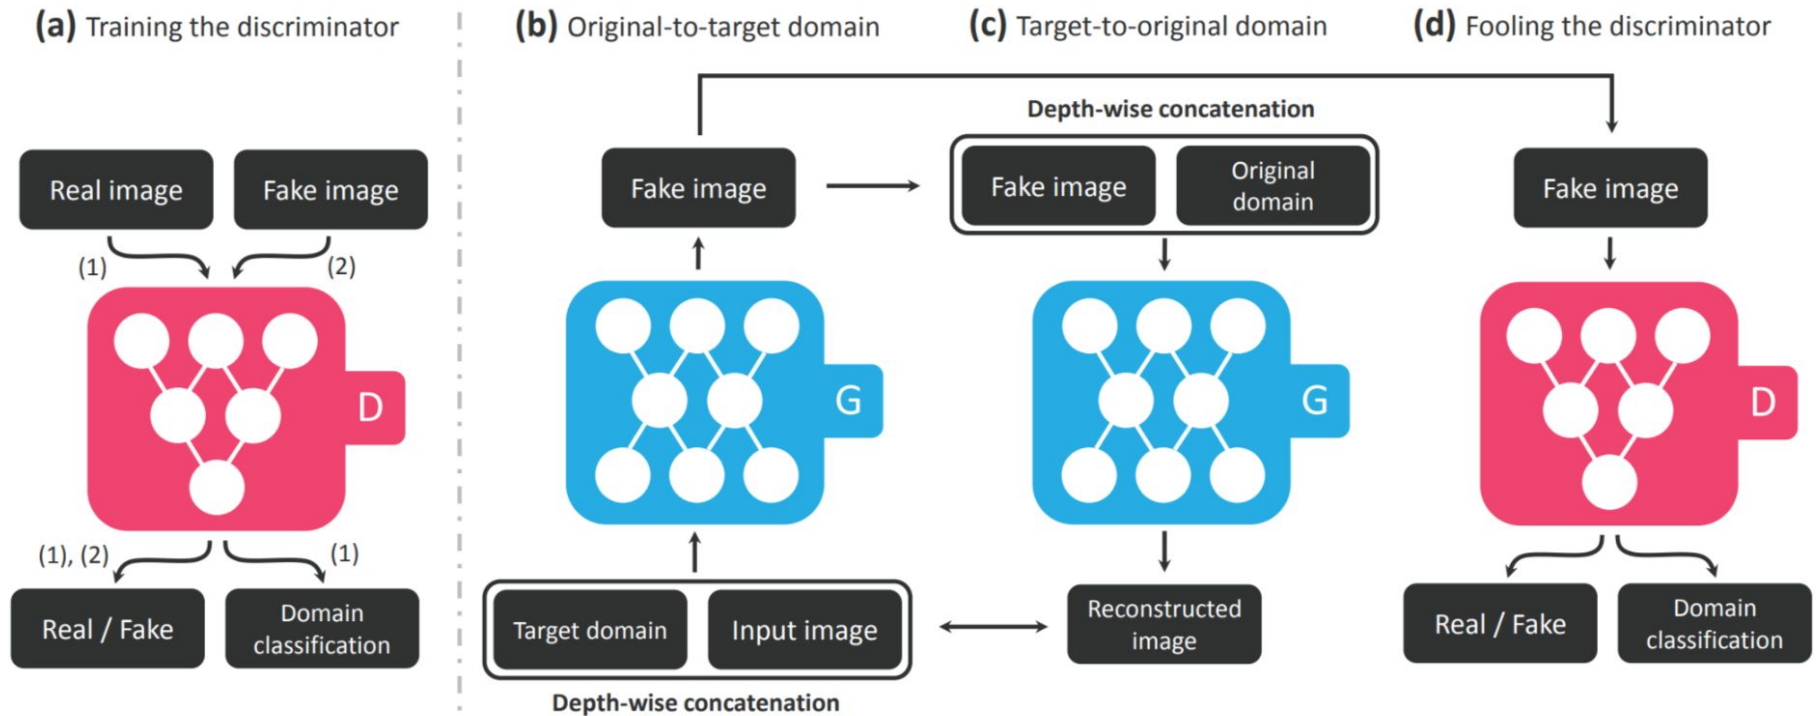 (a) Training the discriminator
(b) Original-to-target domain
(c) Target-to-original domain
(d) Fooling the discriminator
Real image
Fake image
(1)
(2)
D
(1), (2)
(1)
Real / Fake
Domain
classification
Fake image
G
Target domain
Input image
Depth-wise concatenation
Depth-wise concatenation
Fake image
Original
domain
G
Reconstructed
image
Fake image
D
Real / Fake
Domain
classification